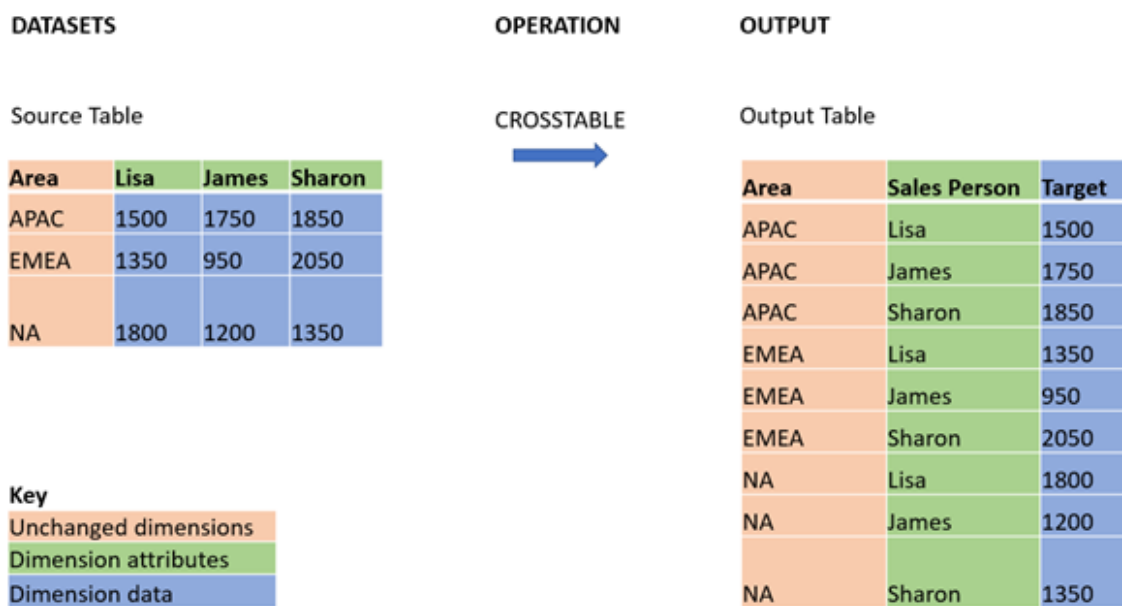 DATASETS OPERATION OUTPUT
Source Table CROSSTABLE Output Table
Area Lisa James Sharon
APAC 1500 1750 1850
EMEA 1350 950 2050
NA 1800 1200 1350
Key
Unchanged dimensions
Dimension attributes
Dimension data
Area Sales Person Target
APAC Lisa 1500
APAC James 1750
APAC Sharon 1850
EMEA Lisa 1350
EMEA James 950
EMEA Sharon 2050
NA Lisa 1800
NA James 1200
NA Sharon 1350